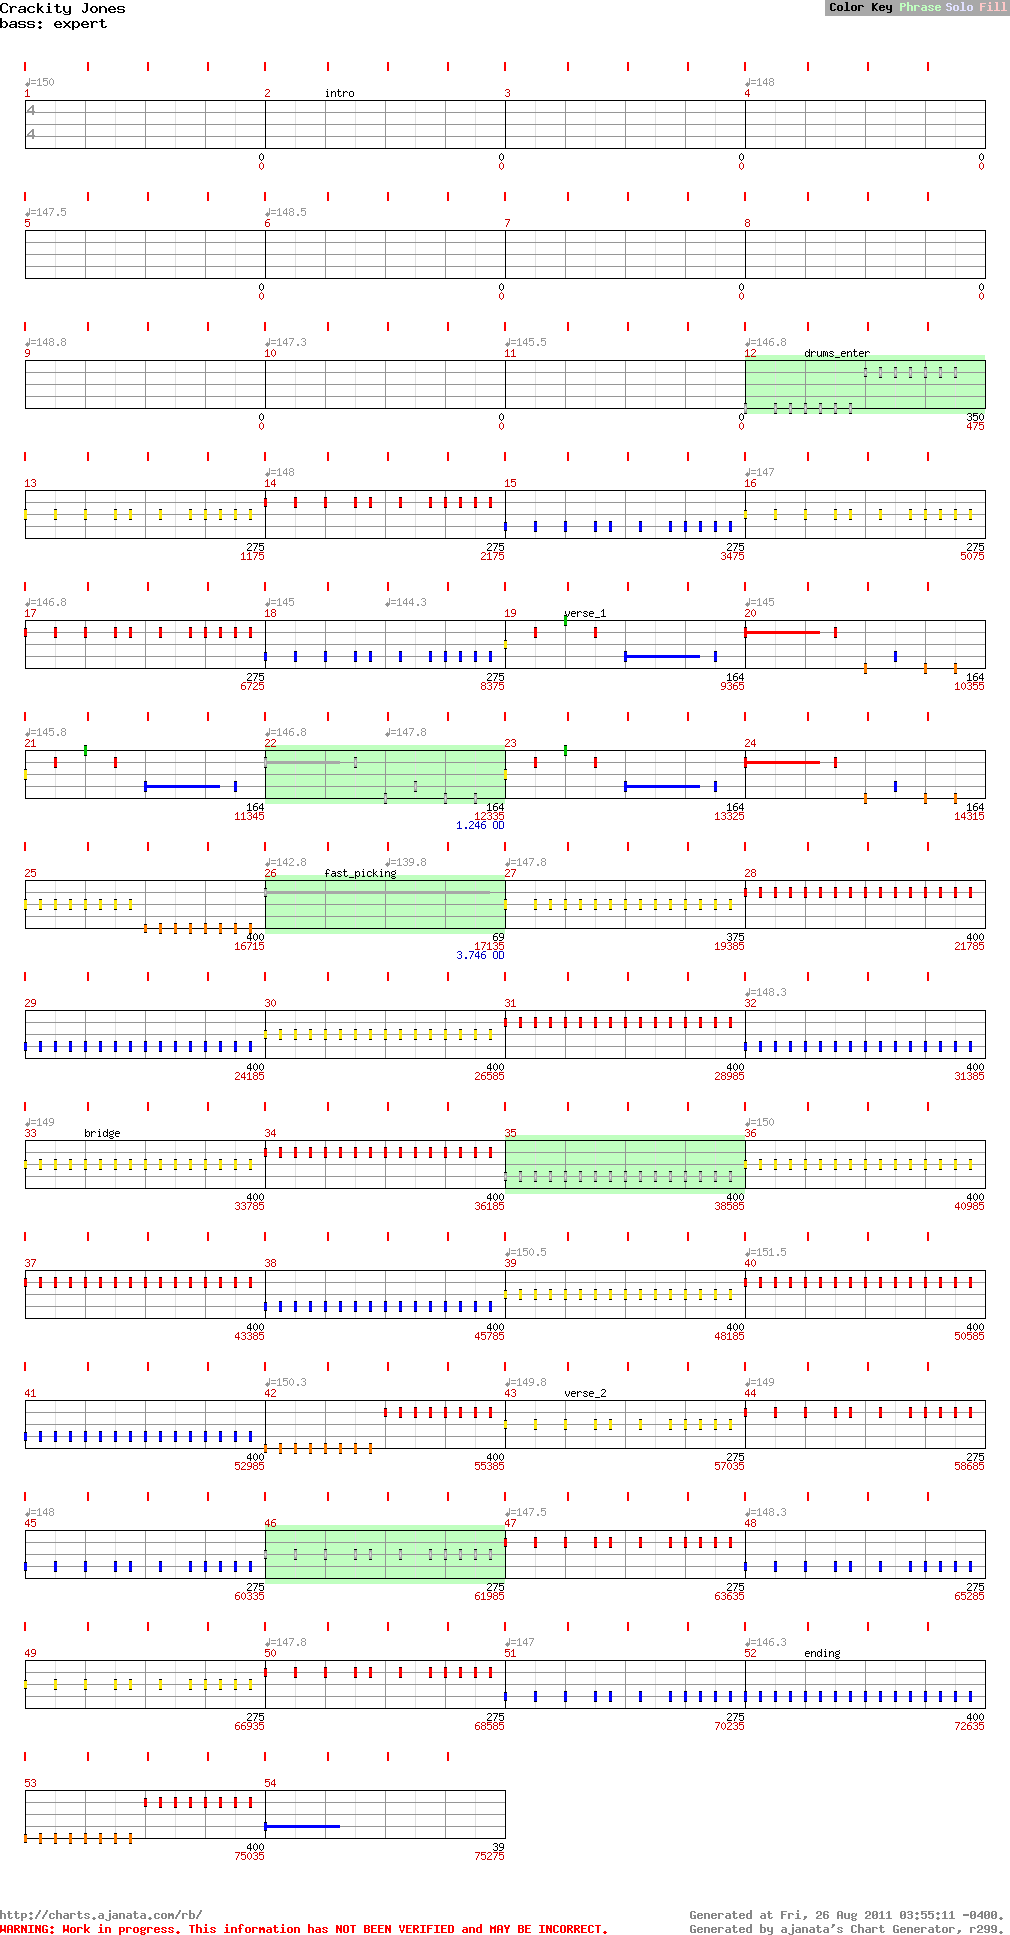 Crackity Jones
bass: expert
Color Key Phrase Solo Fill
♩=150 ♩=148
1 2 intro 3 4
4
4
0 0 0 0
0 0 0 0
♩=147.5 ♩=148.5
5 6 7 8
0 0 0 0
0 0 0 0
♩=148.8 ♩=147.3 ♩=145.5 ♩=146.8
9 10 11 12 drums_enter
0 0 0 350
0 0 0 475
♩=148 ♩=147
13 14 15 16
275 275 275 275
1175 2175 3475 5075
♩=146.8 ♩=145 ♩=144.3 ♩=145
17 18 19 verse_1 20
275 275 164 164
6725 8375 9365 10355
♩=145.8 ♩=146.8 ♩=147.8
21 22 23 24
164 164 164 164
11345 12335 13325 14315
1.246 OD
♩=142.8 ♩=139.8 ♩=147.8
25 26 fast_picking 27 28
400 69 375 400
16715 17135 19385 21785
3.746 OD
♩=148.3
29 30 31 32
400 400 400 400
24185 26585 28985 31385
♩=149 ♩=150
33 bridge 34 35 36
400 400 400 400
33785 36185 38585 40985
♩=150.5 ♩=151.5
37 38 39 40
400 400 400 400
43385 45785 48185 50585
♩=150.3 ♩=149.8 ♩=149
41 42 43 verse_2 44
400 400 275 275
52985 55385 57035 58685
♩=148 ♩=147.5 ♩=148.3
45 46 47 48
275 275 275 275
60335 61985 63635 65285
♩=147.8 ♩=147 ♩=146.3
49 50 51 52 ending
275 275 275 400
66935 68585 70235 72635
53 54
400 39
75035 75275
http://charts.ajanata.com/rb/ Generated at Fri, 26 Aug 2011 03:55:11 -0400.
WARNING: Work in progress. This information has NOT BEEN VERIFIED and MAY BE INCORRECT. Generated by ajanata's Chart Generator, r299.